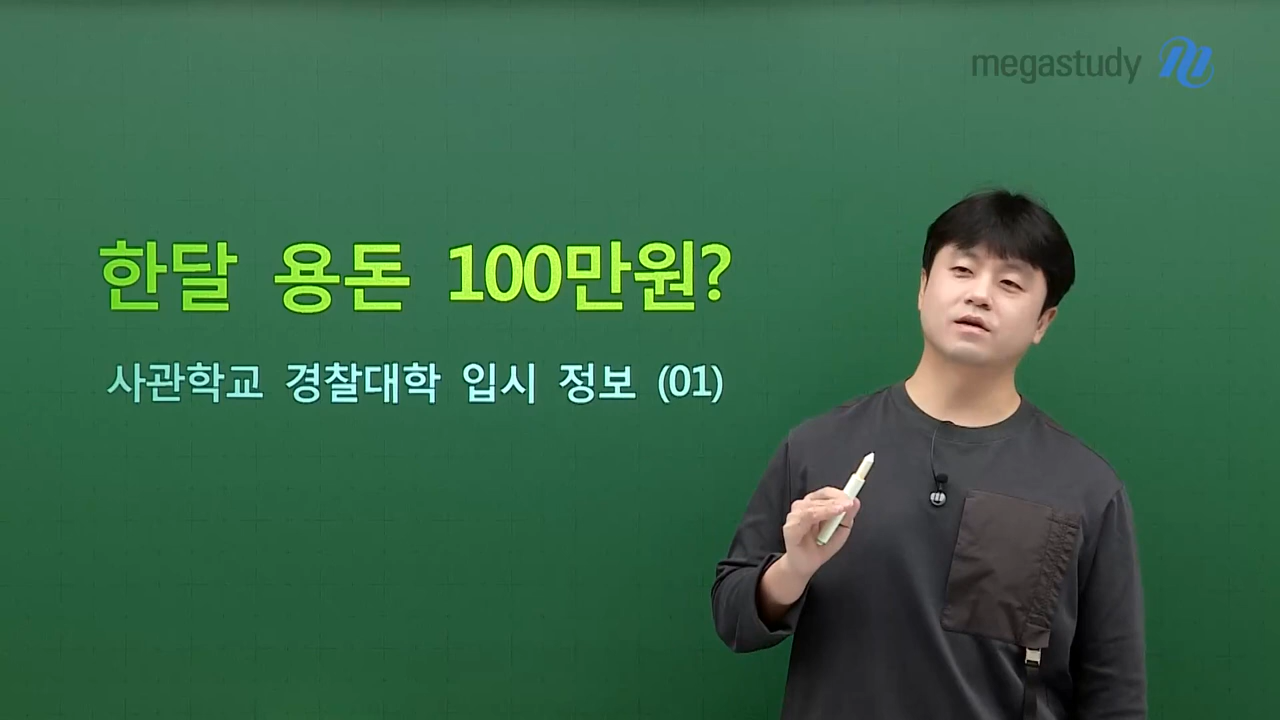 megastudy
한달 용돈 100만원?
사관학교 경찰대학 입시 정보 (01)